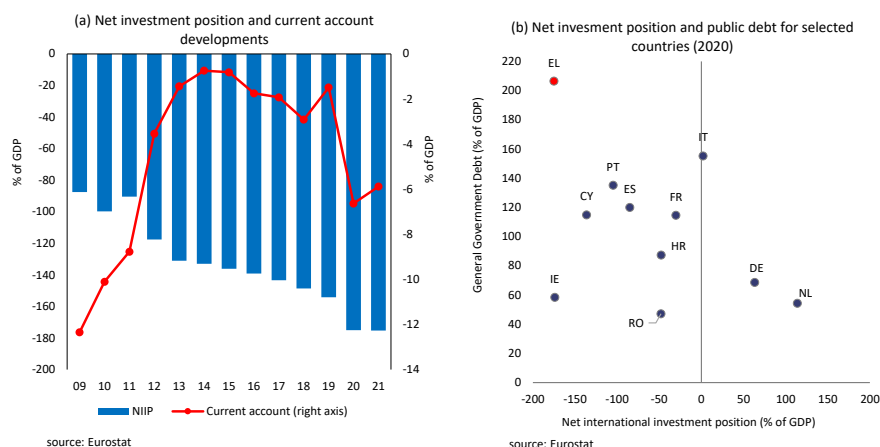 (a) Net investment position and current account
developments
0
-20
-40
-60
-80
-100
-120
-140
-160
-180
-200
% of GDP
0
-2
-4
-6
-8
-10
-12
-14
% of GDP
09 10 11 12 13 14 15 16 17 18 19 20 21
NIIP Current account (right axis)
source: Eurostat
(b) Net invesment position and public debt for selected
countries (2020)
220
200
180
160
140
120
100
80
60
40
20
0
General Government Debt (% of GDP)
EL
IT
PT
CY ES FR
HR
IE
DE
NL
RO
-200 -150 -100 -50 0 50 100 150 200
Net international investment position (% of GDP)
source: Eurostat